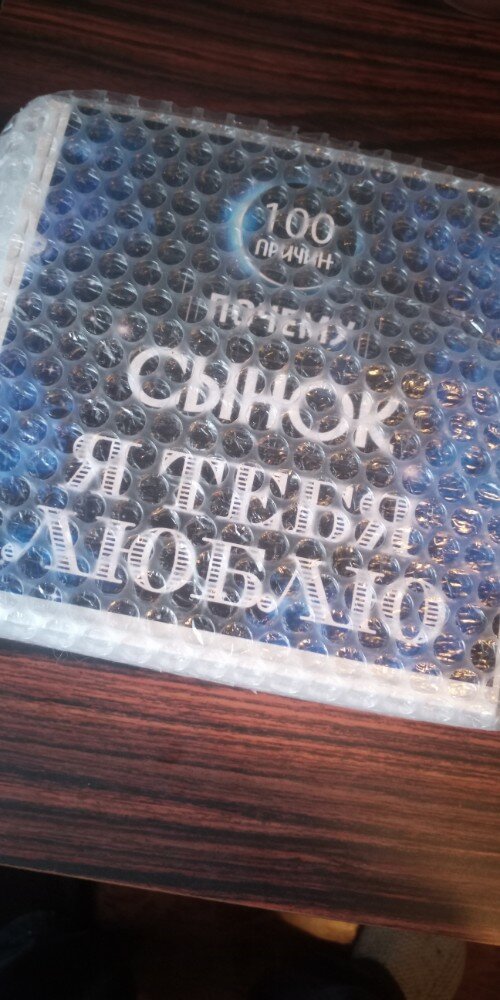 100
ПРИЧИН
ПОЧЕМУ
СЫНОК
Я ТЕБЯ
ЛЮБЛЮ